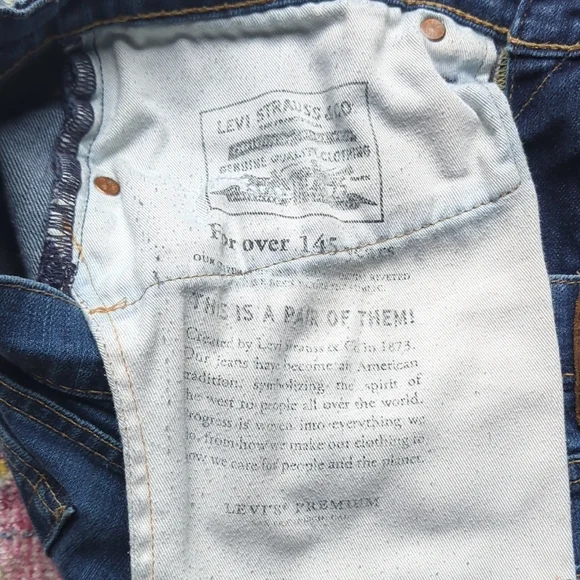 LEVI STRAUSS & CO
GENUINE QUALITY CLOTHING
For over 145 years
OUR RIVETED
THIS IS A PAIR OF THEM!
Created by Levi Strauss & Co. in 1873.
Our jeans have become an American
tradition, symbolizing the spirit of
the west to people all over the world.
Progress is woven into everything we
do, from how we make our clothing to
how we care for people and the planet.
LEVI'S® PREMIUM